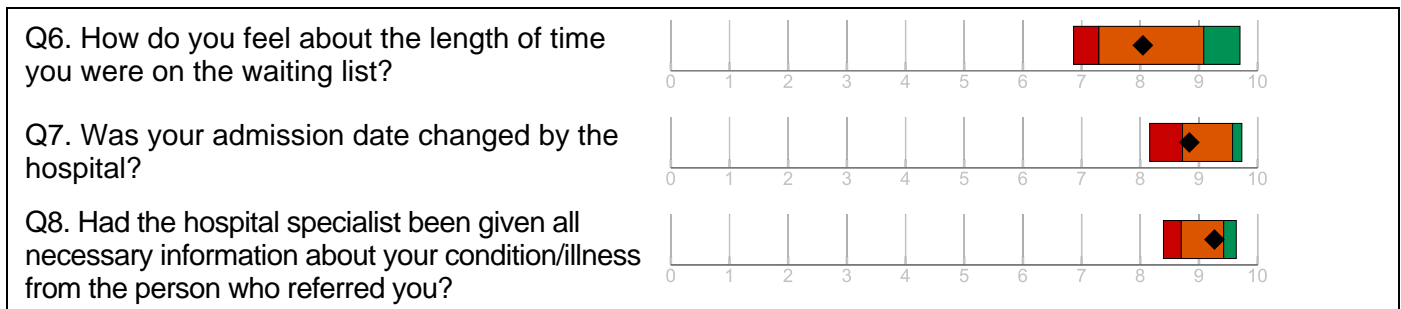 Q6. How do you feel about the length of time
you were on the waiting list?
0 1 2 3 4 5 6 7 8 9 10
Q7. Was your admission date changed by the
hospital?
0 1 2 3 4 5 6 7 8 9 10
Q8. Had the hospital specialist been given all
necessary information about your condition/illness
from the person who referred you?
0 1 2 3 4 5 6 7 8 9 10